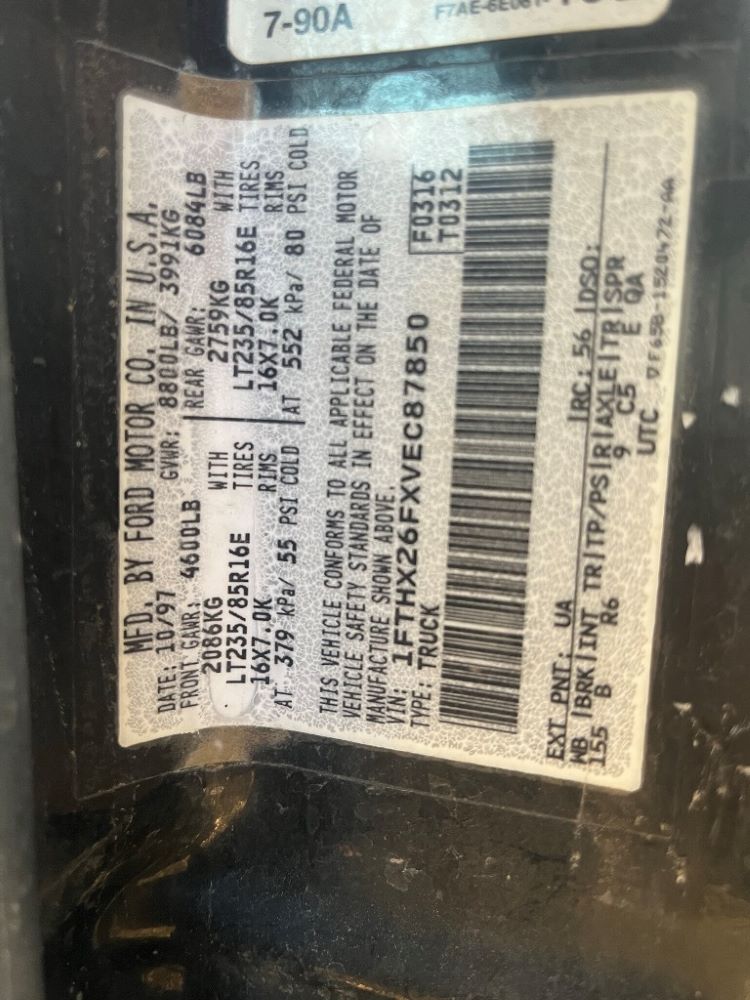 7-90A
MFD. BY FORD MOTOR CO. IN U.S.A.
DATE: 10/97 GVWR: 8800LB/ 3991KG
FRONT GAWR: 4600LB REAR GAWR: 6084LB
2086KG WITH 2759KG WITH
LT235/85R16E TIRES LT235/85R16E TIRES
16X7.0K RIMS 16X7.0K RIMS
AT 379 kPa/ 55 PSI COLD AT 552 kPa/ 80 PSI COLD
THIS VEHICLE CONFORMS TO ALL APPLICABLE FEDERAL MOTOR
VEHICLE SAFETY STANDARDS IN EFFECT ON THE DATE OF
MANUFACTURE SHOWN ABOVE.
VIN: 1FTHX26FXVEC87850 F0316
TYPE: TRUCK T0312
EXT PNT: UA RC: 56 DSO:
WB BRK INT TR TP/PS R AXLE TR SPR
155 B R6 9 C5 E QA
UTC